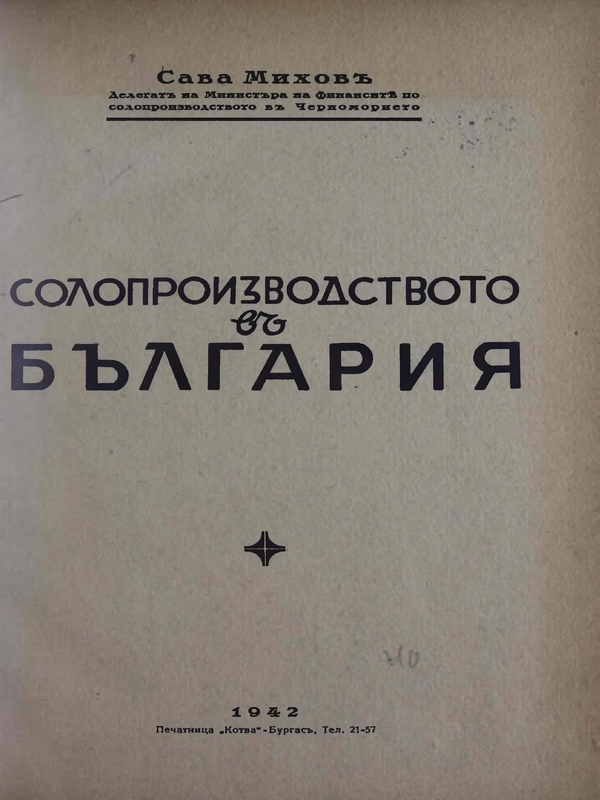 Сава Миховъ
Делегатъ на Министъра на финанситѣ по
солопроизводството въ Черноморието
СОЛОПРОИЗВОДСТВОТО
въ
БЪЛГАРИЯ
1942
Печатница „Котва“-Бургасъ, Тел. 21-57